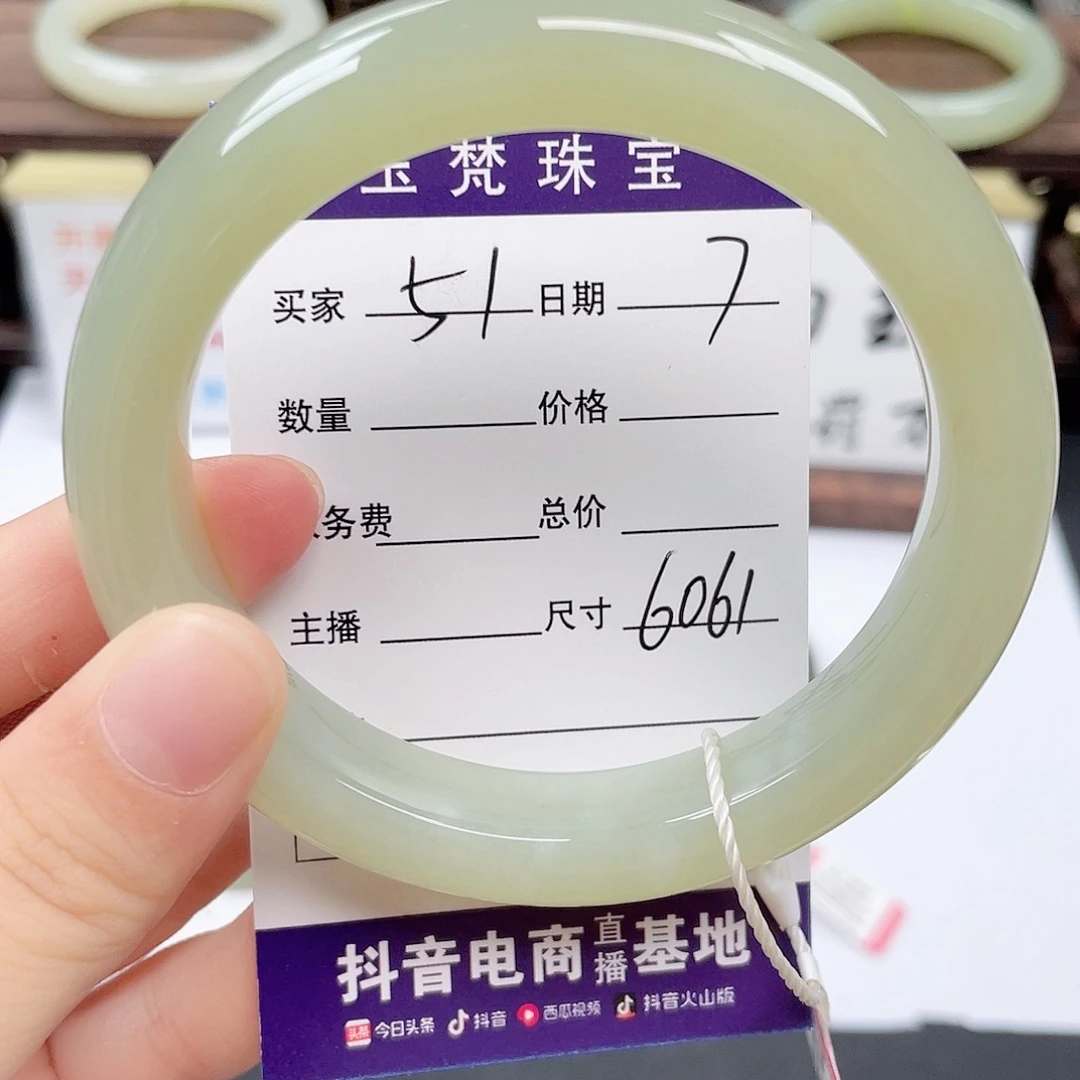 玉梵珠宝
买家 51 日期 7
数量 价格
务费 总价
主播 尺寸 6061
抖音电商直播基地
今日头条 抖音 西瓜视频 抖音火山版